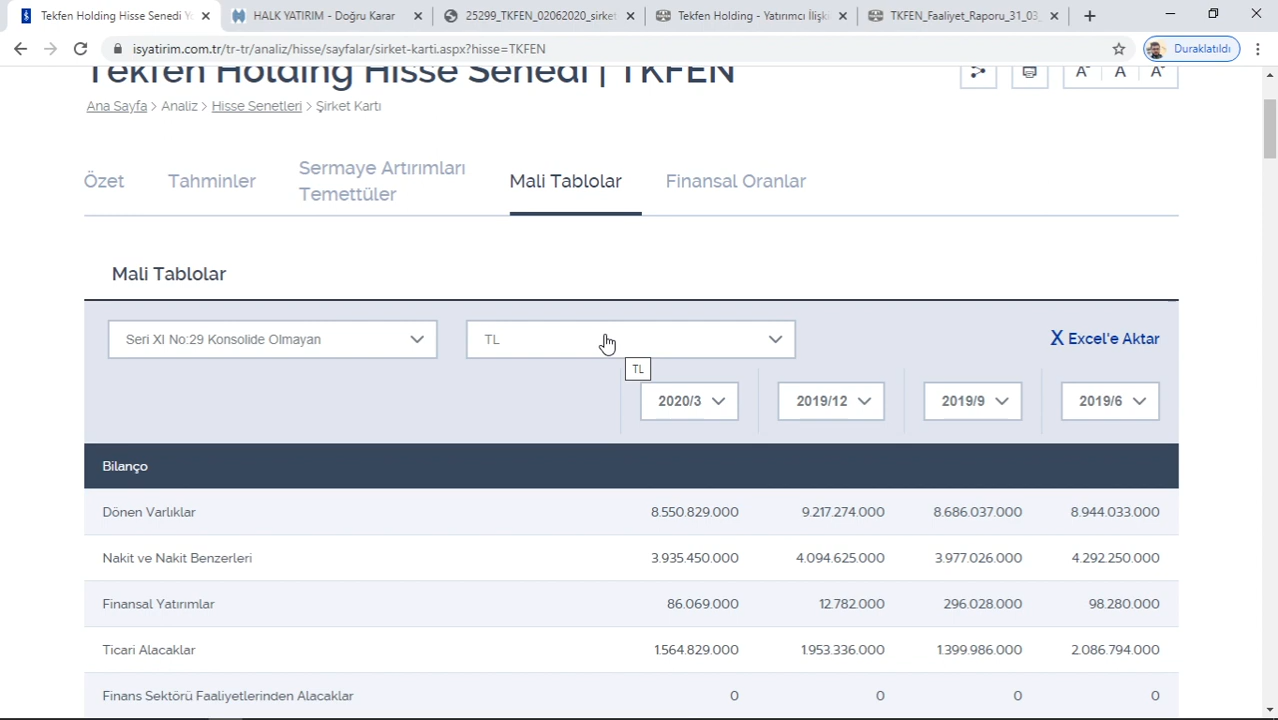 Tekfen Holding Hisse Senedi Y
HALK YATIRIM - Doğru Karar
25299_TKFEN_02062020_sirket
Tekfen Holding - Yatırımcı İlişki
TKFEN_Faaliyet_Raporu_31_03_
isyatirim.com.tr/tr-tr/analiz/hisse/sayfalar/sirket-karti.aspx?hisse=TKFEN
Duraklatıldı
Tekfen Holding Hisse Senedi | TKFEN
A- A A+
Ana Sayfa > Analiz > Hisse Senetleri > Şirket Kartı
Özet
Tahminler
Sermaye Artırımları
Temettüler
Mali Tablolar
Finansal Oranlar
Mali Tablolar
Seri XI No:29 Konsolide Olmayan
TL
X Excel'e Aktar
TL
2020/3 2019/12 2019/9 2019/6
Bilanço
Dönen Varlıklar 8.550.829.000 9.217.274.000 8.686.037.000 8.944.033.000
Nakit ve Nakit Benzerleri 3.935.450.000 4.094.625.000 3.977.026.000 4.292.250.000
Finansal Yatırımlar 86.069.000 12.782.000 296.028.000 98.280.000
Ticari Alacaklar 1.564.829.000 1.953.336.000 1.399.986.000 2.086.794.000
Finans Sektörü Faaliyetlerinden Alacaklar 0 0 0 0